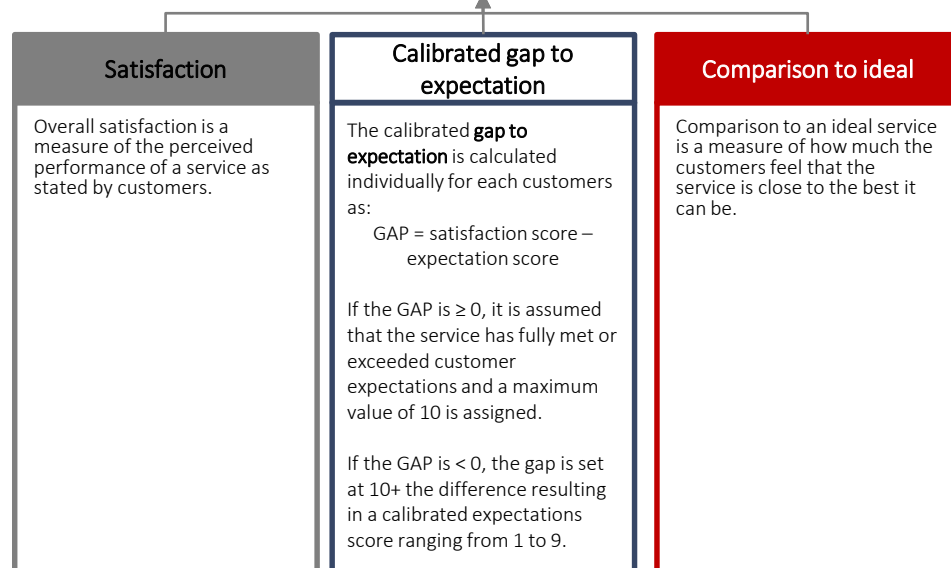 Satisfaction
Overall satisfaction is a
measure of the perceived
performance of a service as
stated by customers.
Calibrated gap to
expectation
The calibrated gap to
expectation is calculated
individually for each customers
as:
GAP = satisfaction score –
expectation score
If the GAP is ≥ 0, it is assumed
that the service has fully met or
exceeded customer
expectations and a maximum
value of 10 is assigned.
If the GAP is < 0, the gap is set
at 10+ the difference resulting
in a calibrated expectations
score ranging from 1 to 9.
Comparison to ideal
Comparison to an ideal service
is a measure of how much the
customers feel that the
service is close to the best it
can be.